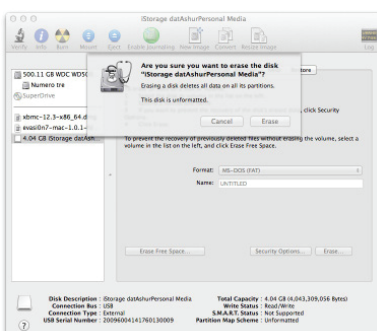 iStorage datAshurPersonal Media
Verify Info Burn Mount Eject Enable Journaling New Image Convert Resize Image Log
500.11 GB WDC WD50
Numero tre
SuperDrive
xbmc-12.3-x86_64.d
evasi0n7-mac-1.0.1-
4.04 GB iStorage datAsh...
Are you sure you want to erase the disk
"iStorage datAshurPersonal Media"?
Erasing a disk deletes all data on all its partitions.
This disk is unformatted.
Cancel Erase
click Security
To prevent the recovery of previously deleted files without erasing the volume, select a
volume in the list on the left, and click Erase Free Space.
Format: MS-DOS (FAT)
Name: UNTITLED
Erase Free Space... Security Options... Erase...
Disk Description : iStorage datAshurPersonal Media
Connection Bus : USB
Connection Type : External
USB Serial Number : 20096004141760130009
Total Capacity : 4.04 GB (4,043,309,056 Bytes)
Write Status : Read/Write
S.M.A.R.T. Status : Not Supported
Partition Map Scheme : Unformatted
?